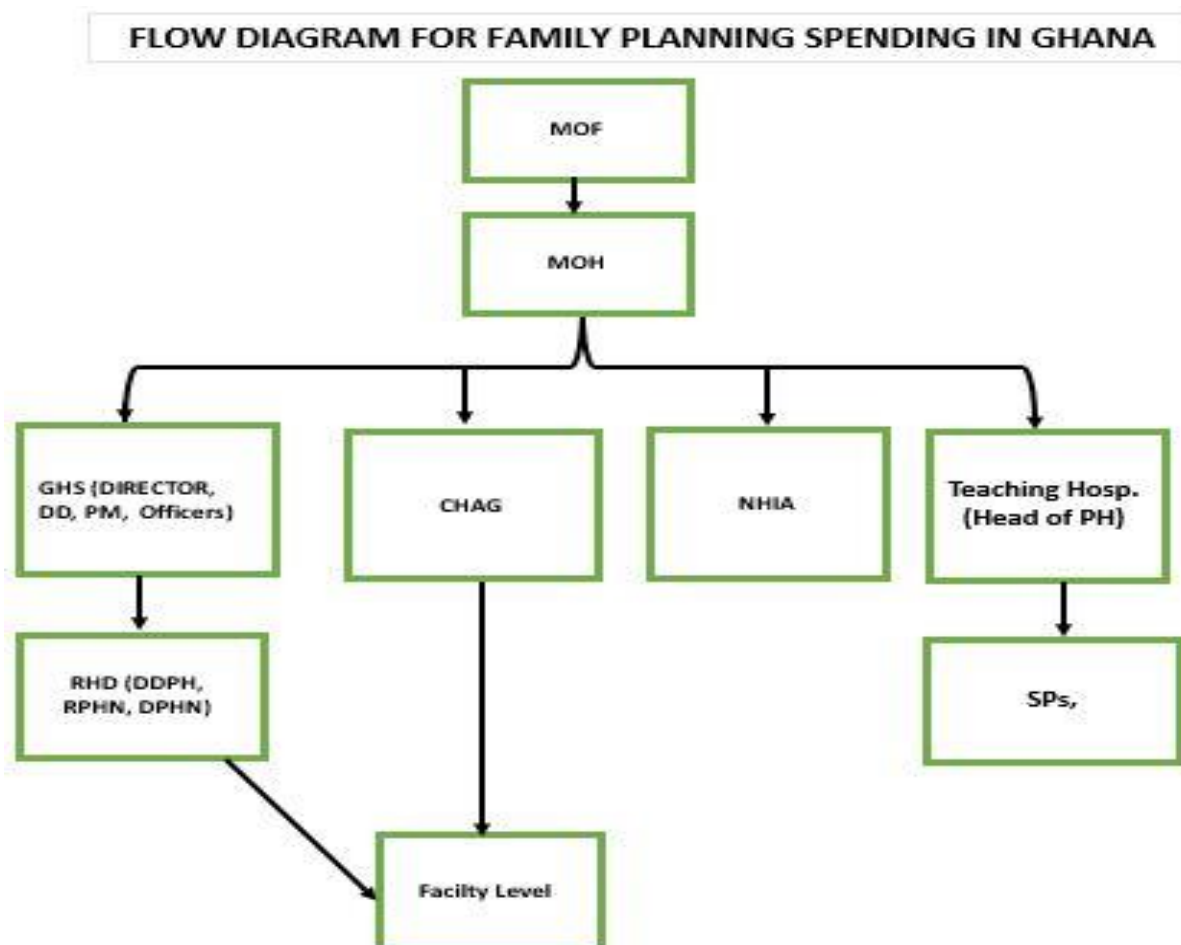 FLOW DIAGRAM FOR FAMILY PLANNING SPENDING IN GHANA
MOF
MOH
GHS (DIRECTOR,
DD, PM, Officers)
CHAG
NHIA
Teaching Hosp.
(Head of PH)
RHD (DDPH,
RPHN, DPHN)
SPs,
Facilty Level